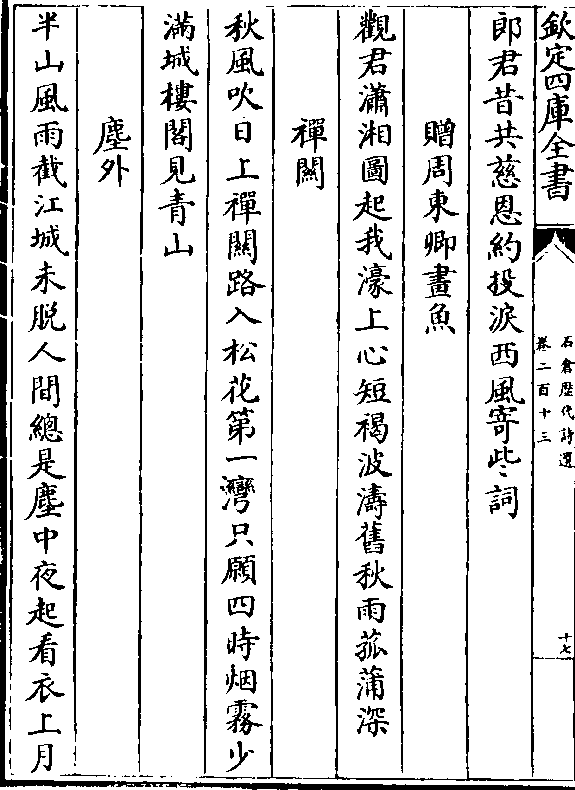 欽定四庫全書
石倉歷代詩選
卷二百十三
十七
郎君昔共慈恩約投淚西風寄些詞
贈周東卿畫魚
觀君瀟湘圖起我濠上心短褐波濤舊秋雨菰蒲深
禪關
秋風吹日上禪關路入松花第一灣只願四時烟霧少
滿城樓閣見青山
塵外
半山風雨截江城未脫人間總是塵中夜起看衣上月